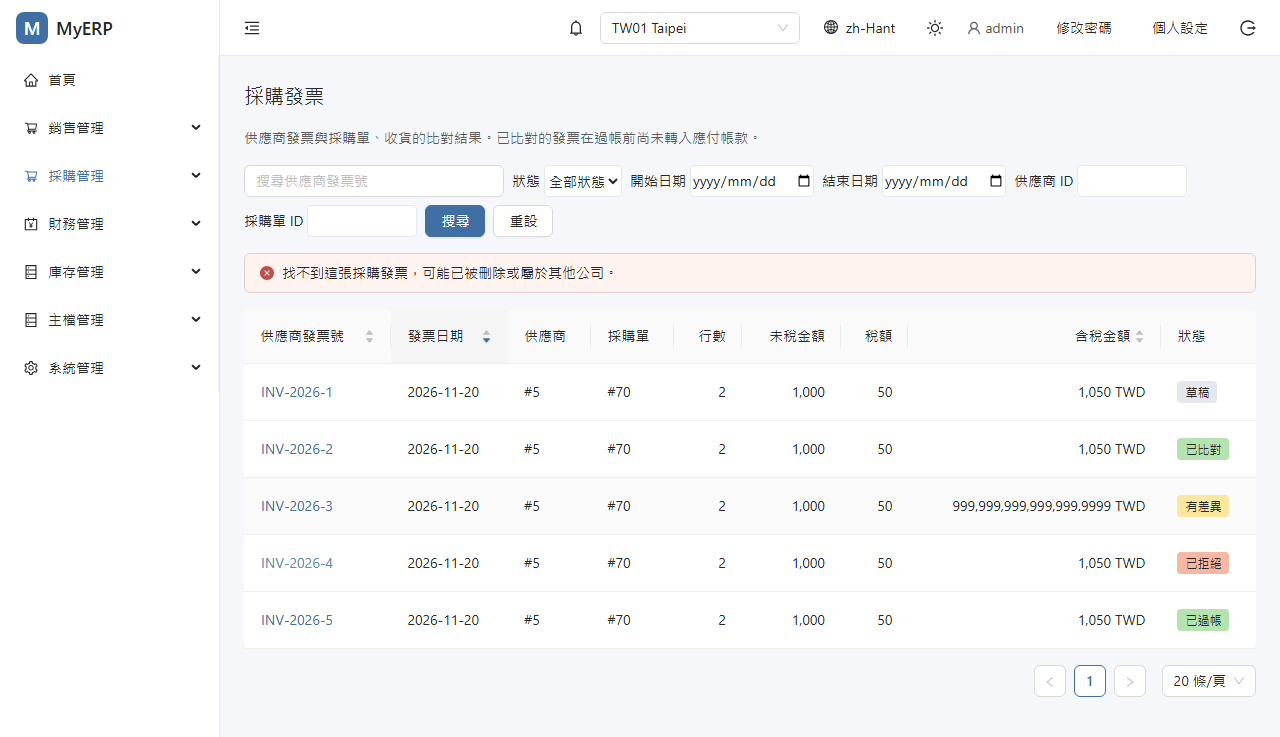 M MyERP
TW01 Taipei
zh-Hant
admin
修改密碼
個人設定
首頁
銷售管理
採購管理
財務管理
庫存管理
主檔管理
系統管理
採購發票
供應商發票與採購單、收貨的比對結果。已比對的發票在過帳前尚未轉入應付帳款。
搜尋供應商發票號 狀態 全部狀態 開始日期 yyyy/mm/dd 結束日期 yyyy/mm/dd 供應商 ID
採購單 ID 搜尋 重設
找不到這張採購發票，可能已被刪除或屬於其他公司。
供應商發票號 發票日期 供應商 採購單 行數 未稅金額 稅額 含稅金額 狀態
INV-2026-1 2026-11-20 #5 #70 2 1,000 50 1,050 TWD 草稿
INV-2026-2 2026-11-20 #5 #70 2 1,000 50 1,050 TWD 已比對
INV-2026-3 2026-11-20 #5 #70 2 1,000 50 999,999,999,999,999.9999 TWD 有差異
INV-2026-4 2026-11-20 #5 #70 2 1,000 50 1,050 TWD 已拒絕
INV-2026-5 2026-11-20 #5 #70 2 1,000 50 1,050 TWD 已過帳
1 20 條/頁